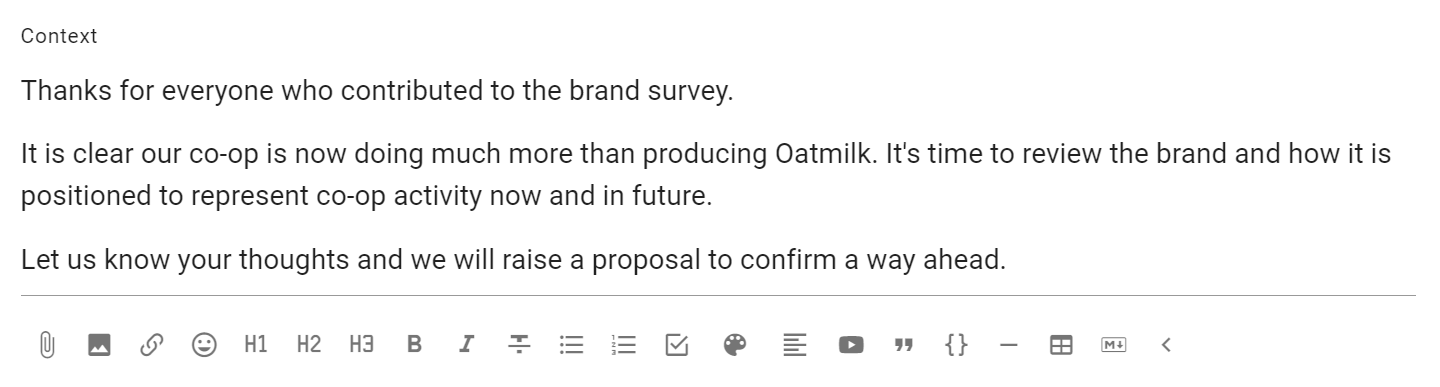 Context
Thanks for everyone who contributed to the brand survey.
It is clear our co-op is now doing much more than producing Oatmilk. It's time to review the brand and how it is
positioned to represent co-op activity now and in future.
Let us know your thoughts and we will raise a proposal to confirm a way ahead.
H1 H2 H3 B I T {} M